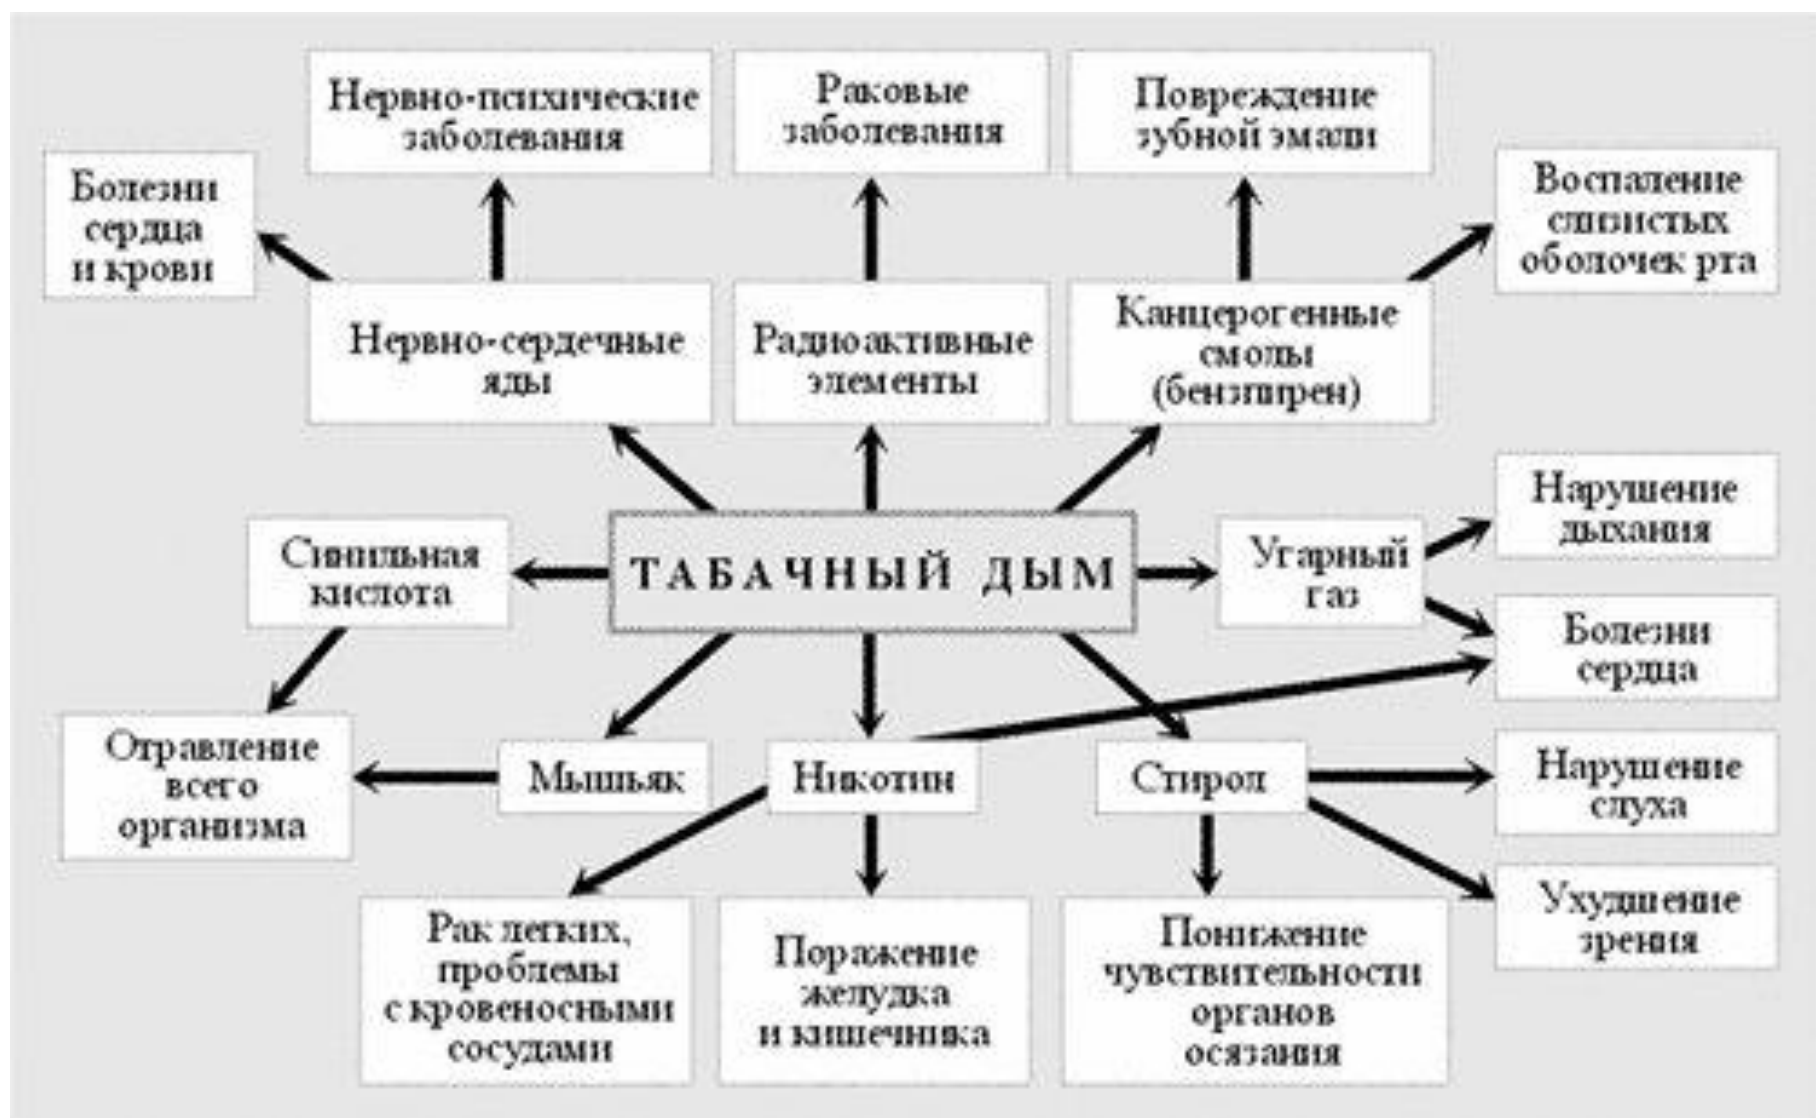 Нервно-психические
заболевания
Раковые
заболевания
Повреждение
зубной эмали
Болезни
сердца
и крови
Воспаление
слизистых
оболочек рта
Нервно-сердечные
яды
Радиоактивные
элементы
Канцерогенные
смолы
(бензпирен)
Нарушение
дыхания
Синильная
кислота
ТАБАЧНЫЙ ДЫМ
Угарный
газ
Болезни
сердца
Отравление
всего
организма
Мышьяк
Никотин
Стирол
Нарушение
слуха
Рак легких,
проблемы
с кровеносными
сосудами
Поражение
желудка
и кишечника
Понижение
чувствительности
органов
осязания
Ухудшение
зрения